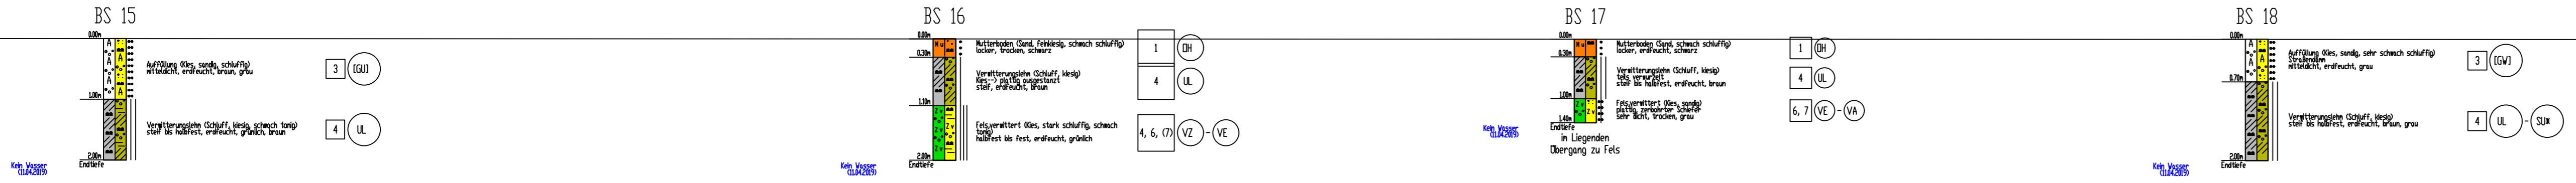 BS 15
0.00m
Auffüllung (Kies, sandig, schluffig)
mitteldicht, erdfeucht, braun, grau
3 [GU]
1.00m
Verwitterungslehm (Schluff, kiesig, schwach tonig)
steif bis halbfest, erdfeucht, grünlich, braun
4 UL
2.00m
Endtiefe
Kein Wasser
(11.04.2019)
BS 16
0.00m
Mu
Mutterboden (Sand, feinkiesig, schwach schluffig)
locker, trocken, schwarz
1 OH
0.30m
Verwitterungslehm (Schluff, kiesig)
Kies--> plattig ausgestanzt
steif, erdfeucht, braun
4 UL
1.10m
Fels,verwittert (Kies, stark schluffig, schwach
tonig)
halbfest bis fest, erdfeucht, grünlich
4, 6, (7) VZ - VE
2.00m
Endtiefe
Kein Wasser
(11.04.2019)
BS 17
0.00m
Mu
Mutterboden (Sand, schwach schluffig)
locker, erdfeucht, schwarz
1 OH
0.30m
Verwitterungslehm (Schluff, kiesig)
teils verwurzelt
steif bis halbfest, erdfeucht, braun
4 UL
1.00m
Fels,verwittert (Kies, sandig)
plattig, zerbohrter Schiefer
sehr dicht, trocken, grau
6, 7 VE - VA
1.40m
Endtiefe
im Liegenden
Übergang zu Fels
Kein Wasser
(11.04.2019)
BS 18
0.00m
Auffüllung (Kies, sandig, sehr schwach schluffig)
Straßendamm
mitteldicht, erdfeucht, grau
3 [GW]
0.70m
Verwitterungslehm (Schluff, kiesig)
steif bis halbfest, erdfeucht, braun, grau
4 UL - SU*
2.00m
Endtiefe
Kein Wasser
(11.04.2019)